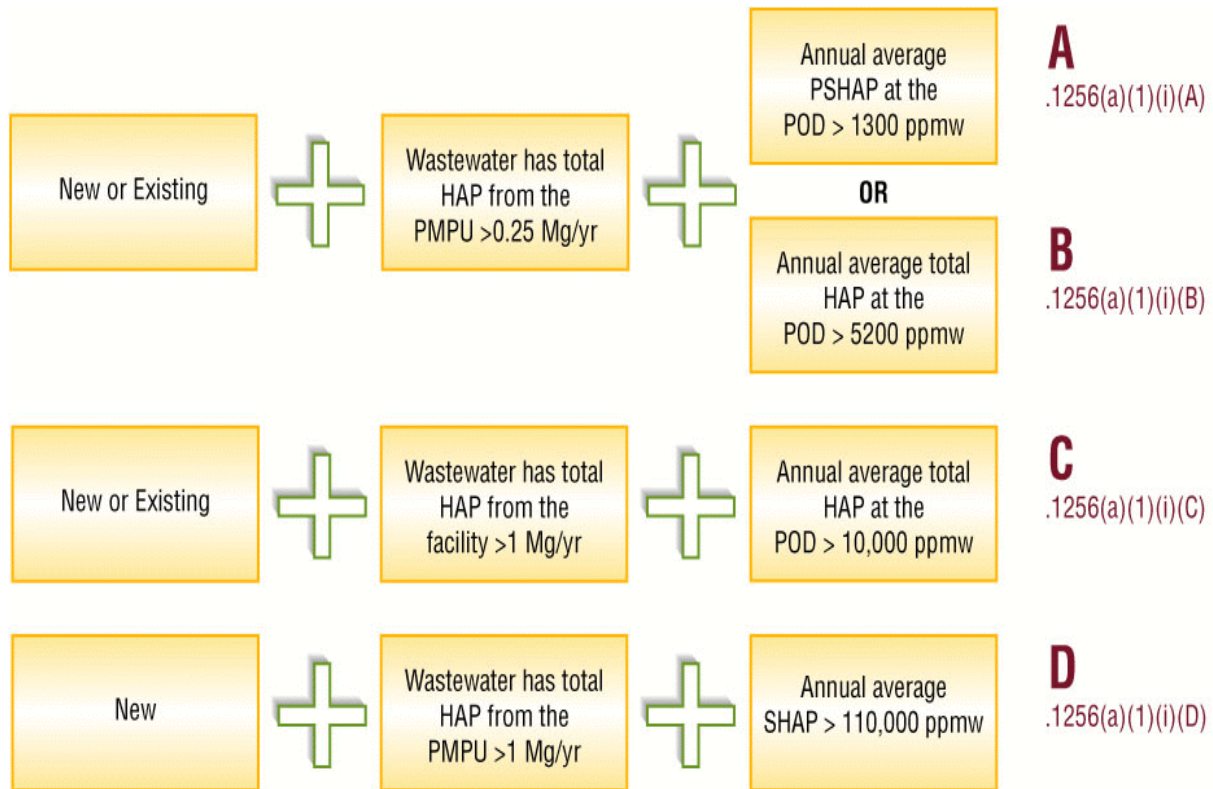 New or Existing
Wastewater has total
HAP from the
PMPU >0.25 Mg/yr
Annual average
PSHAP at the
POD > 1300 ppmw
A
.1256(a)(1)(i)(A)
OR
Annual average total
HAP at the
POD > 5200 ppmw
B
.1256(a)(1)(i)(B)
New or Existing
Wastewater has total
HAP from the
facility >1 Mg/yr
Annual average total
HAP at the
POD > 10,000 ppmw
C
.1256(a)(1)(i)(C)
New
Wastewater has total
HAP from the
PMPU >1 Mg/yr
Annual average
SHAP > 110,000 ppmw
D
.1256(a)(1)(i)(D)